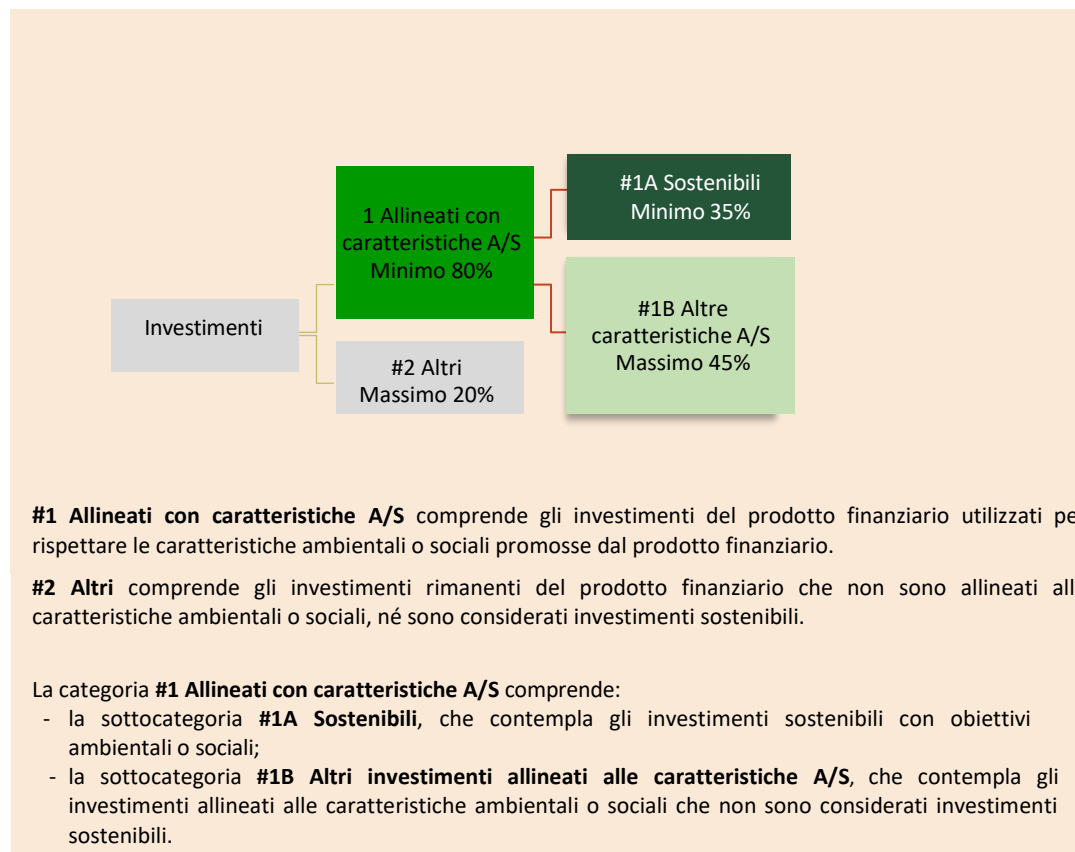 #1A Sostenibili
Minimo 35%
1 Allineati con
caratteristiche A/S
Minimo 80%
#1B Altre
caratteristiche A/S
Massimo 45%
Investimenti
#2 Altri
Massimo 20%
#1 Allineati con caratteristiche A/S comprende gli investimenti del prodotto finanziario utilizzati pe
rispettare le caratteristiche ambientali o sociali promosse dal prodotto finanziario.
#2 Altri comprende gli investimenti rimanenti del prodotto finanziario che non sono allineati all
caratteristiche ambientali o sociali, né sono considerati investimenti sostenibili.
La categoria #1 Allineati con caratteristiche A/S comprende:
- la sottocategoria #1A Sostenibili, che contempla gli investimenti sostenibili con obiettivi
ambientali o sociali;
- la sottocategoria #1B Altri investimenti allineati alle caratteristiche A/S, che contempla gli
investimenti allineati alle caratteristiche ambientali o sociali che non sono considerati investimenti
sostenibili.